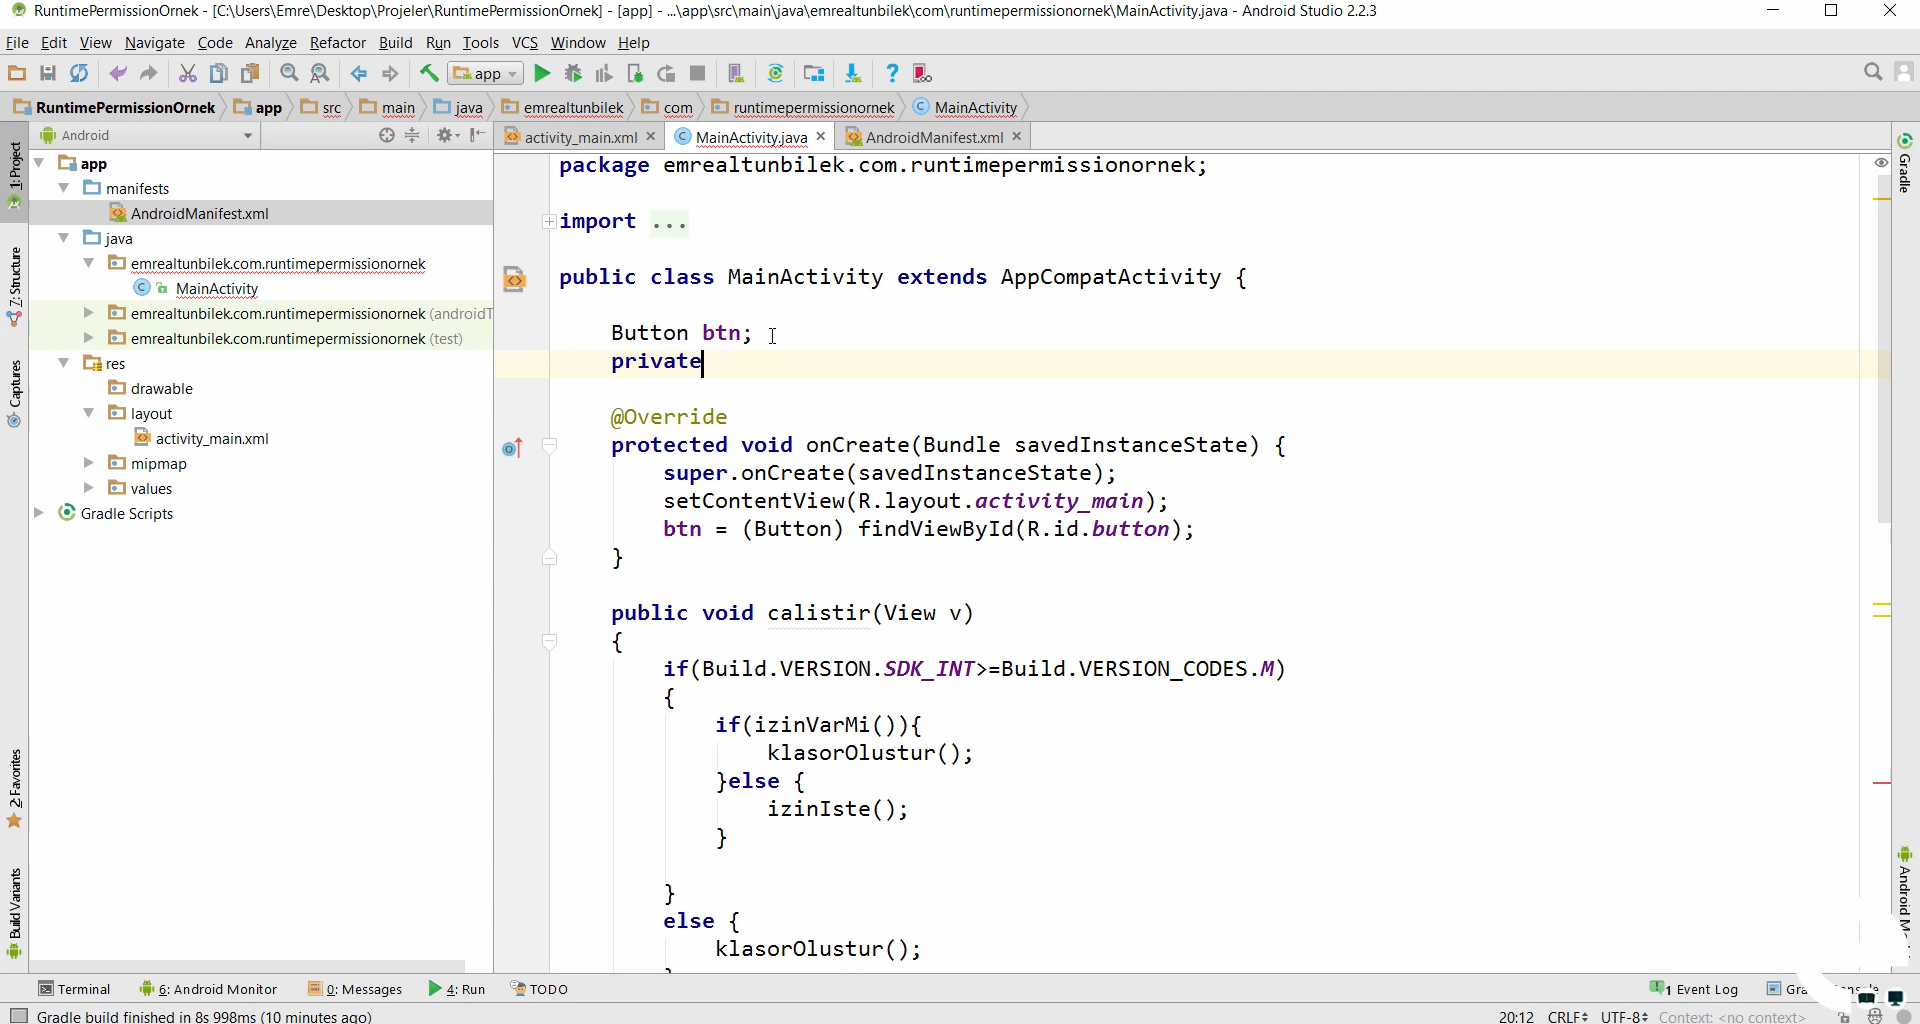 RuntimePermissionOrnek - [C:\Users\Emre\Desktop\Projeler\RuntimePermissionOrnek] - [app] - ...\app\src\main\java\emrealtunbilek\com\runtimepermissionornek\MainActivity.java - Android Studio 2.2.3
File Edit View Navigate Code Analyze Refactor Build Run Tools VCS Window Help
app
RuntimePermissionOrnek app src main java emrealtunbilek com runtimepermissionornek MainActivity
Android
activity_main.xml MainActivity.java AndroidManifest.xml
1: Project
7: Structure
Captures
2: Favorites
Build Variants
app
manifests
AndroidManifest.xml
java
emrealtunbilek.com.runtimepermissionornek
MainActivity
emrealtunbilek.com.runtimepermissionornek (androidT
emrealtunbilek.com.runtimepermissionornek (test)
res
drawable
layout
activity_main.xml
mipmap
values
Gradle Scripts
package emrealtunbilek.com.runtimepermissionornek;
import ...
public class MainActivity extends AppCompatActivity {
Button btn;
private
@Override
protected void onCreate(Bundle savedInstanceState) {
super.onCreate(savedInstanceState);
setContentView(R.layout.activity_main);
btn = (Button) findViewById(R.id.button);
}
public void calistir(View v)
{
if(Build.VERSION.SDK_INT>=Build.VERSION_CODES.M)
{
if(izinVarMi()){
klasorOlustur();
}else {
izinIste();
}
}
else {
klasorOlustur();
Gradle
Android M
Terminal 6: Android Monitor 0: Messages 4: Run TODO 1 Event Log
Gradle build finished in 8s 998ms (10 minutes ago) 20:12 CRLF UTF-8 Context: <no context>